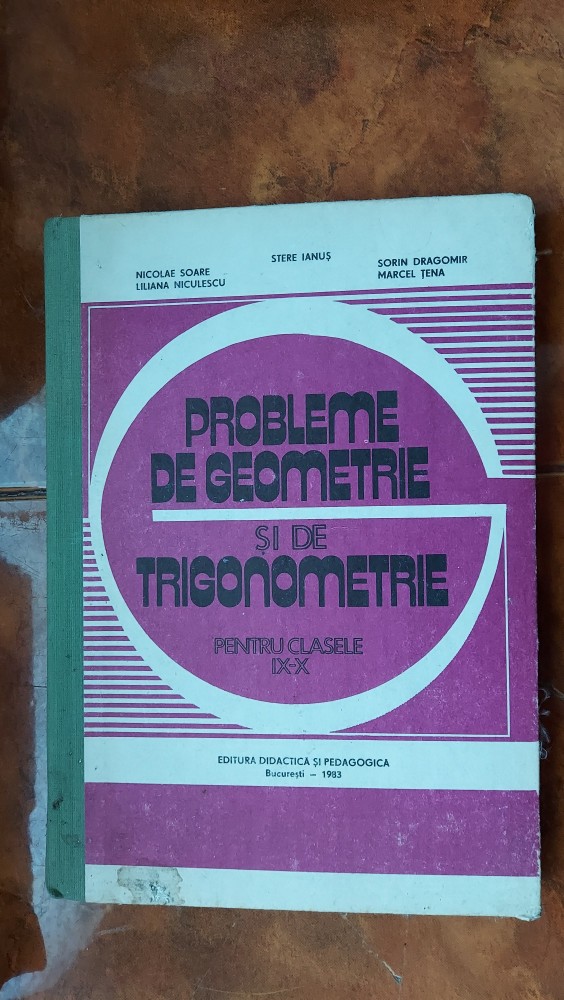 STERE IANUȘ
NICOLAE SOARE
LILIANA NICULESCU
SORIN DRAGOMIR
MARCEL ȚENA
PROBLEME
DE GEOMETRIE
ȘI DE
TRIGONOMETRIE
PENTRU CLASELE
IX-X
EDITURA DIDACTICĂ ȘI PEDAGOGICA
București — 1983